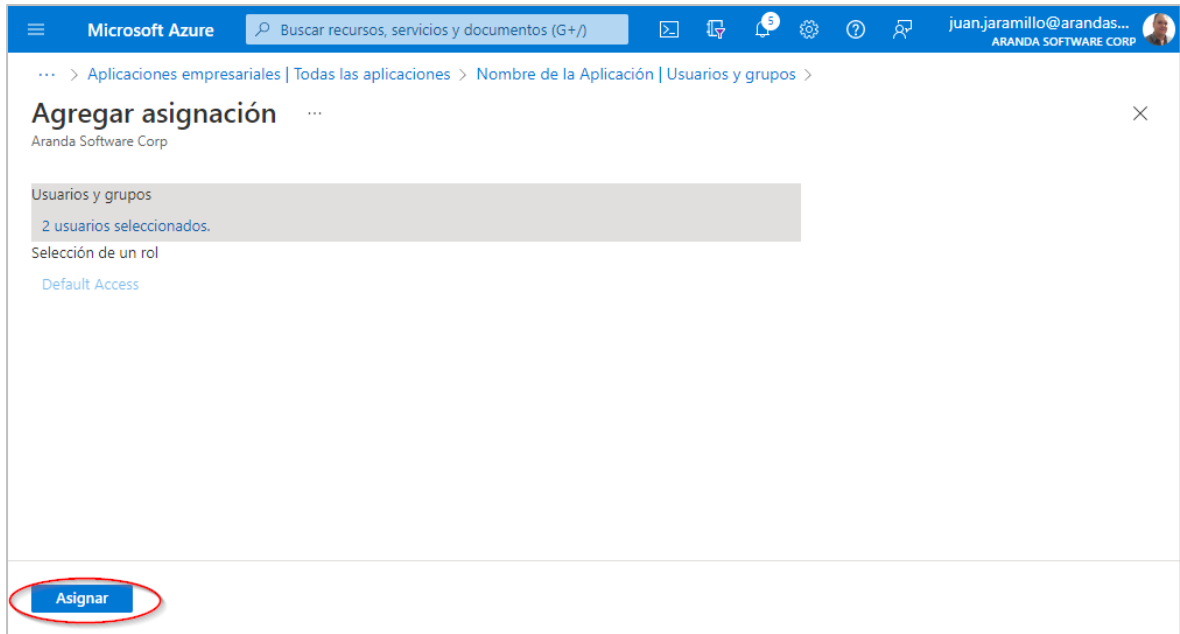 Microsoft Azure
Buscar recursos, servicios y documentos (G+/)
5
juan.jaramillo@arandas...
ARANDA SOFTWARE CORP
... > Aplicaciones empresariales | Todas las aplicaciones > Nombre de la Aplicación | Usuarios y grupos >
Agregar asignación ...
Aranda Software Corp
Usuarios y grupos
2 usuarios seleccionados.
Selección de un rol
Default Access
Asignar